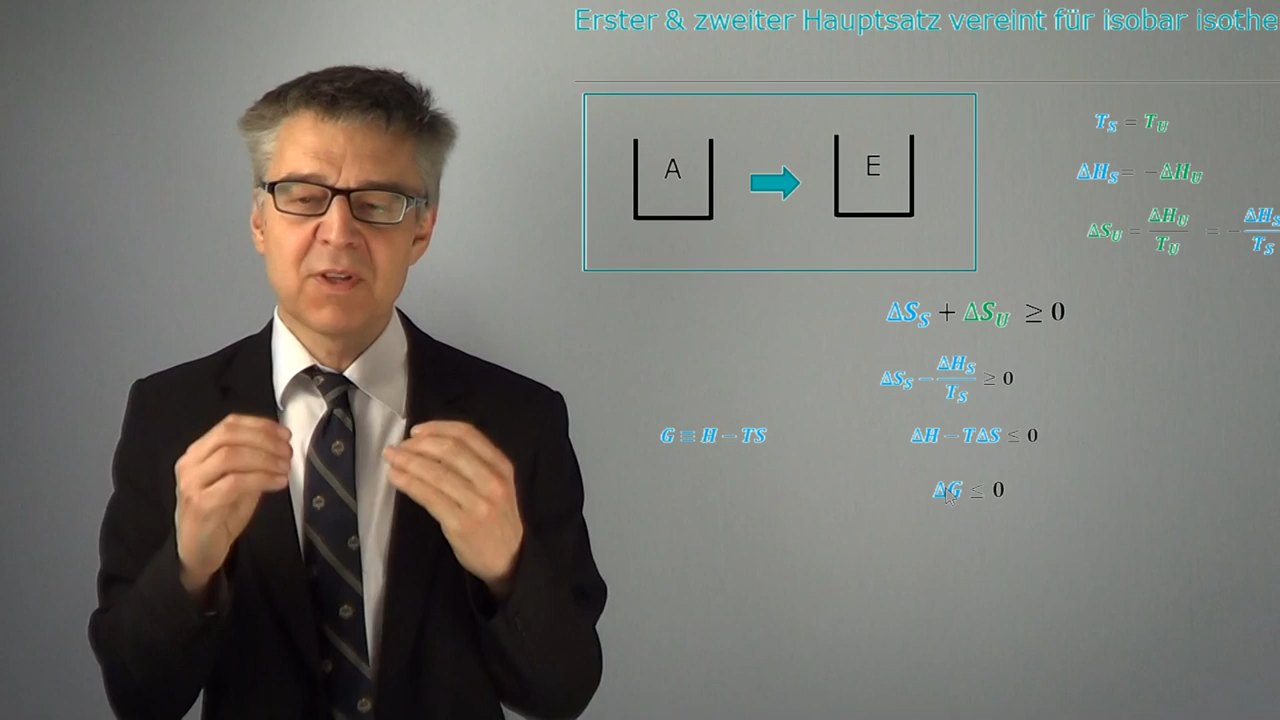 Erster & zweiter Hauptsatz vereint für isobar isothe
A
E
T_S = T_U
ΔH_S = −ΔH_U
ΔS_U = ΔH_U/T_U = −ΔH_S/T_S
ΔS_S + ΔS_U ≥ 0
ΔS_S − ΔH_S/T_S ≥ 0
G ≡ H − TS
ΔH − TΔS ≤ 0
ΔG ≤ 0